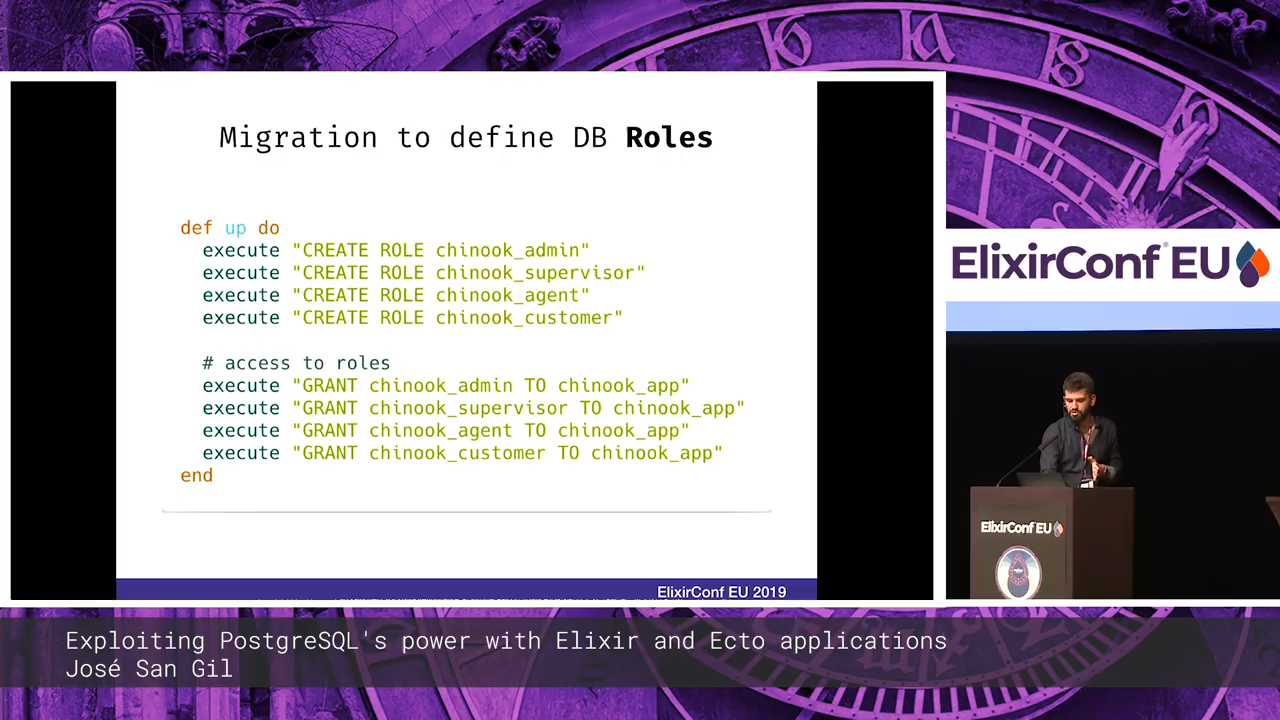 Migration to define DB Roles
def up do
execute "CREATE ROLE chinook_admin"
execute "CREATE ROLE chinook_supervisor"
execute "CREATE ROLE chinook_agent"
execute "CREATE ROLE chinook_customer"
# access to roles
execute "GRANT chinook_admin TO chinook_app"
execute "GRANT chinook_supervisor TO chinook_app"
execute "GRANT chinook_agent TO chinook_app"
execute "GRANT chinook_customer TO chinook_app"
end
ElixirConf EU 2019
ElixirConf® EU
ElixirConf EU
Exploiting PostgreSQL's power with Elixir and Ecto applications
José San Gil